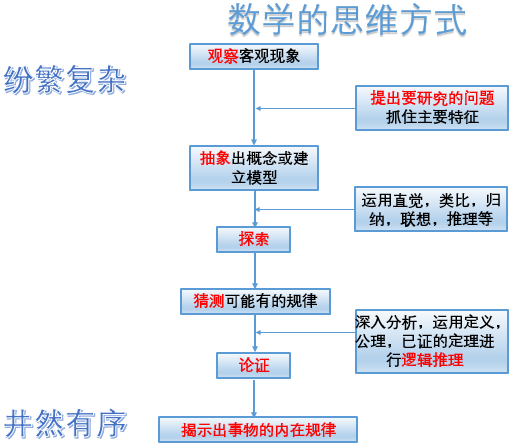 数学的思维方式
观察客观现象
纷繁复杂
提出要研究的问题
抓住主要特征
抽象出概念或建
立模型
运用直觉，类比，归
纳，联想，推理等
探索
猜测可能有的规律
深入分析，运用定义，
公理，已证的定理进
行逻辑推理
论证
井然有序
揭示出事物的内在规律